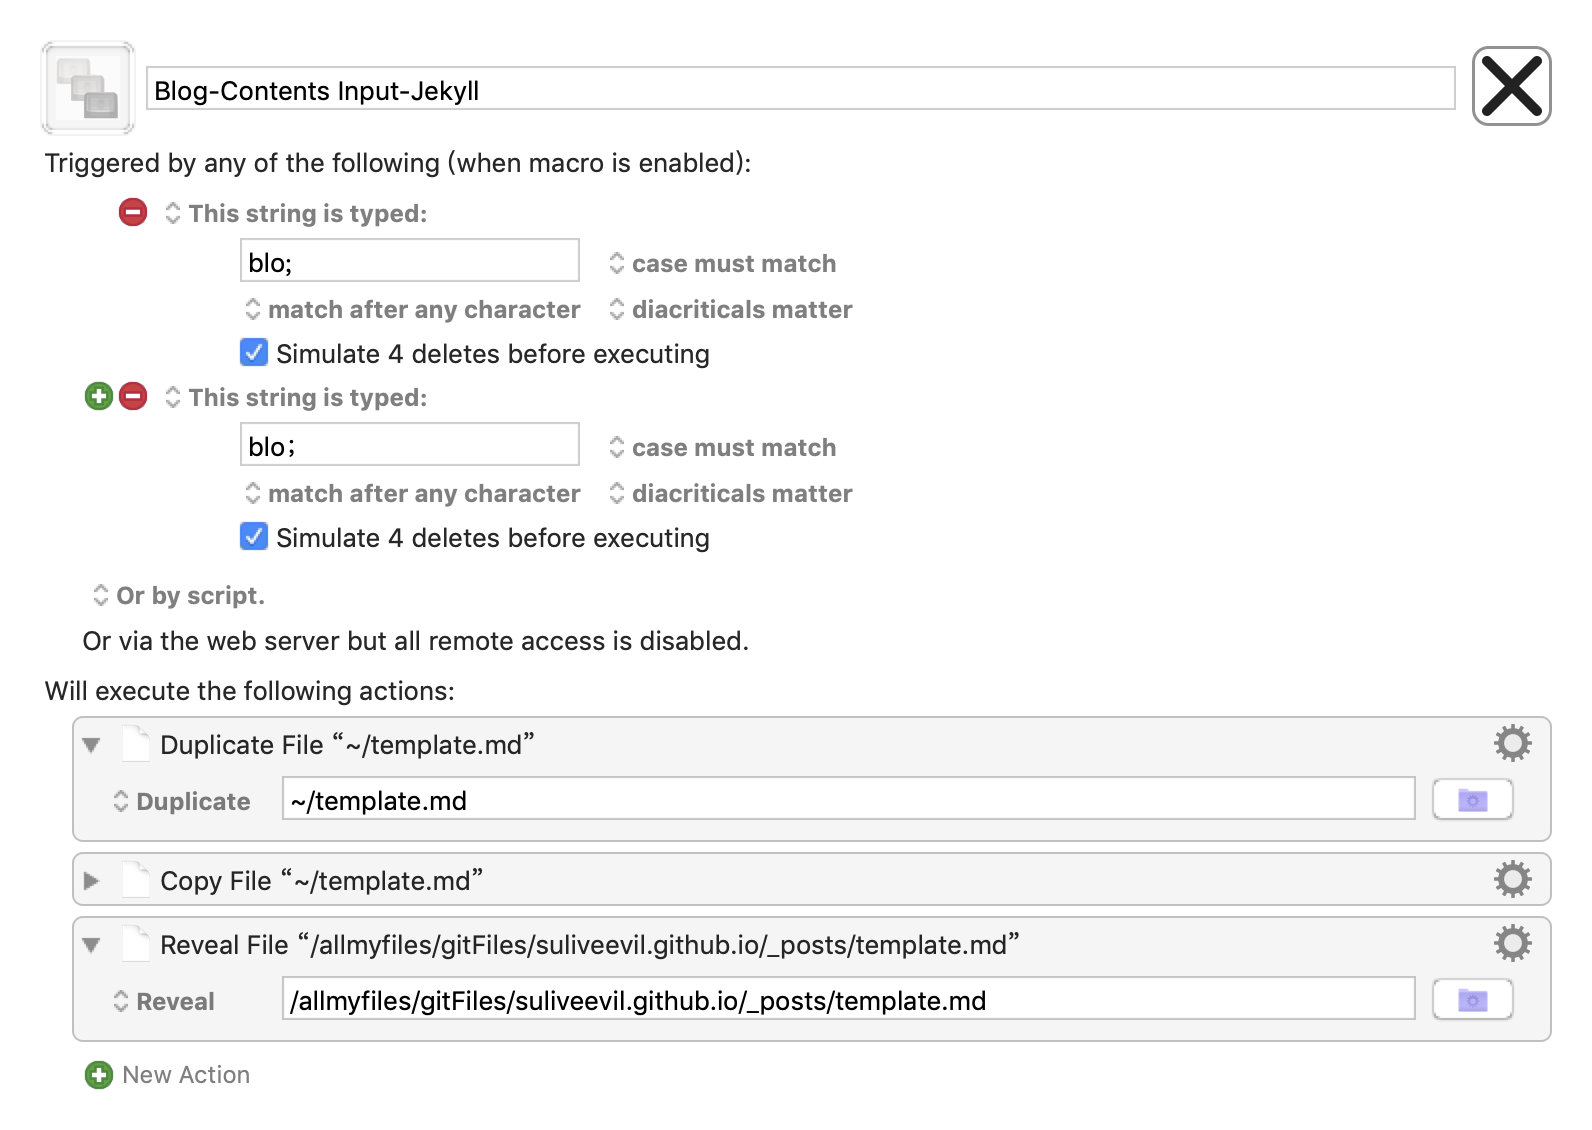 Blog-Contents Input-Jekyll
Triggered by any of the following (when macro is enabled):
This string is typed:
blo; case must match
match after any character diacriticals matter
Simulate 4 deletes before executing
This string is typed:
blo； case must match
match after any character diacriticals matter
Simulate 4 deletes before executing
Or by script.
Or via the web server but all remote access is disabled.
Will execute the following actions:
Duplicate File “~/template.md”
Duplicate ~/template.md
Copy File “~/template.md”
Reveal File “/allmyfiles/gitFiles/suliveevil.github.io/_posts/template.md”
Reveal /allmyfiles/gitFiles/suliveevil.github.io/_posts/template.md
New Action